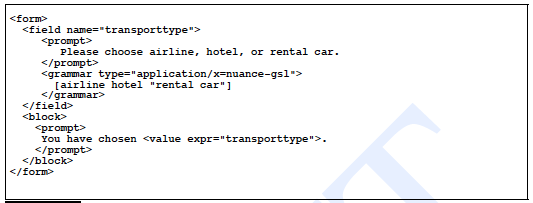 <form>
<field name="transporttype">
<prompt>
Please choose airline, hotel, or rental car.
</prompt>
<grammar type="application/x=nuance-gsl">
[airline hotel "rental car"]
</grammar>
</field>
<block>
<prompt>
You have chosen <value expr="transporttype">.
</prompt>
</block>
</form>